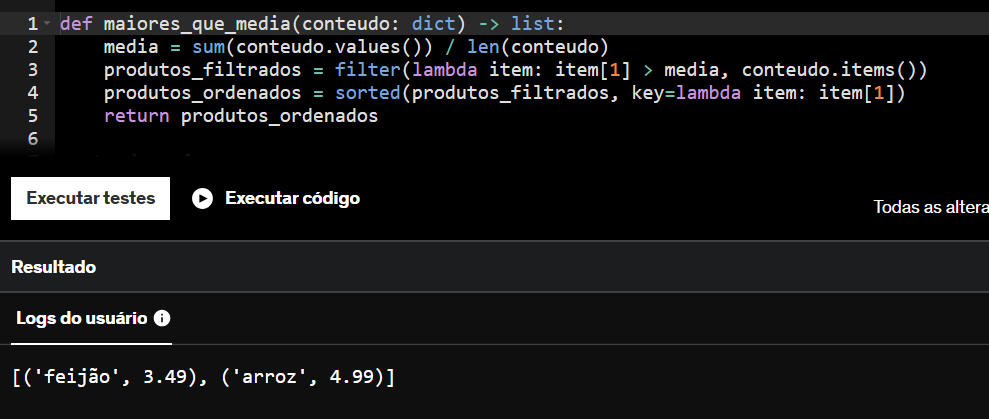 1 def maiores_que_media(conteudo: dict) -> list:
2 media = sum(conteudo.values()) / len(conteudo)
3 produtos_filtrados = filter(lambda item: item[1] > media, conteudo.items())
4 produtos_ordenados = sorted(produtos_filtrados, key=lambda item: item[1])
5 return produtos_ordenados
6
Executar testes
Executar código
Todas as altera
Resultado
Logs do usuário
[('feijão', 3.49), ('arroz', 4.99)]